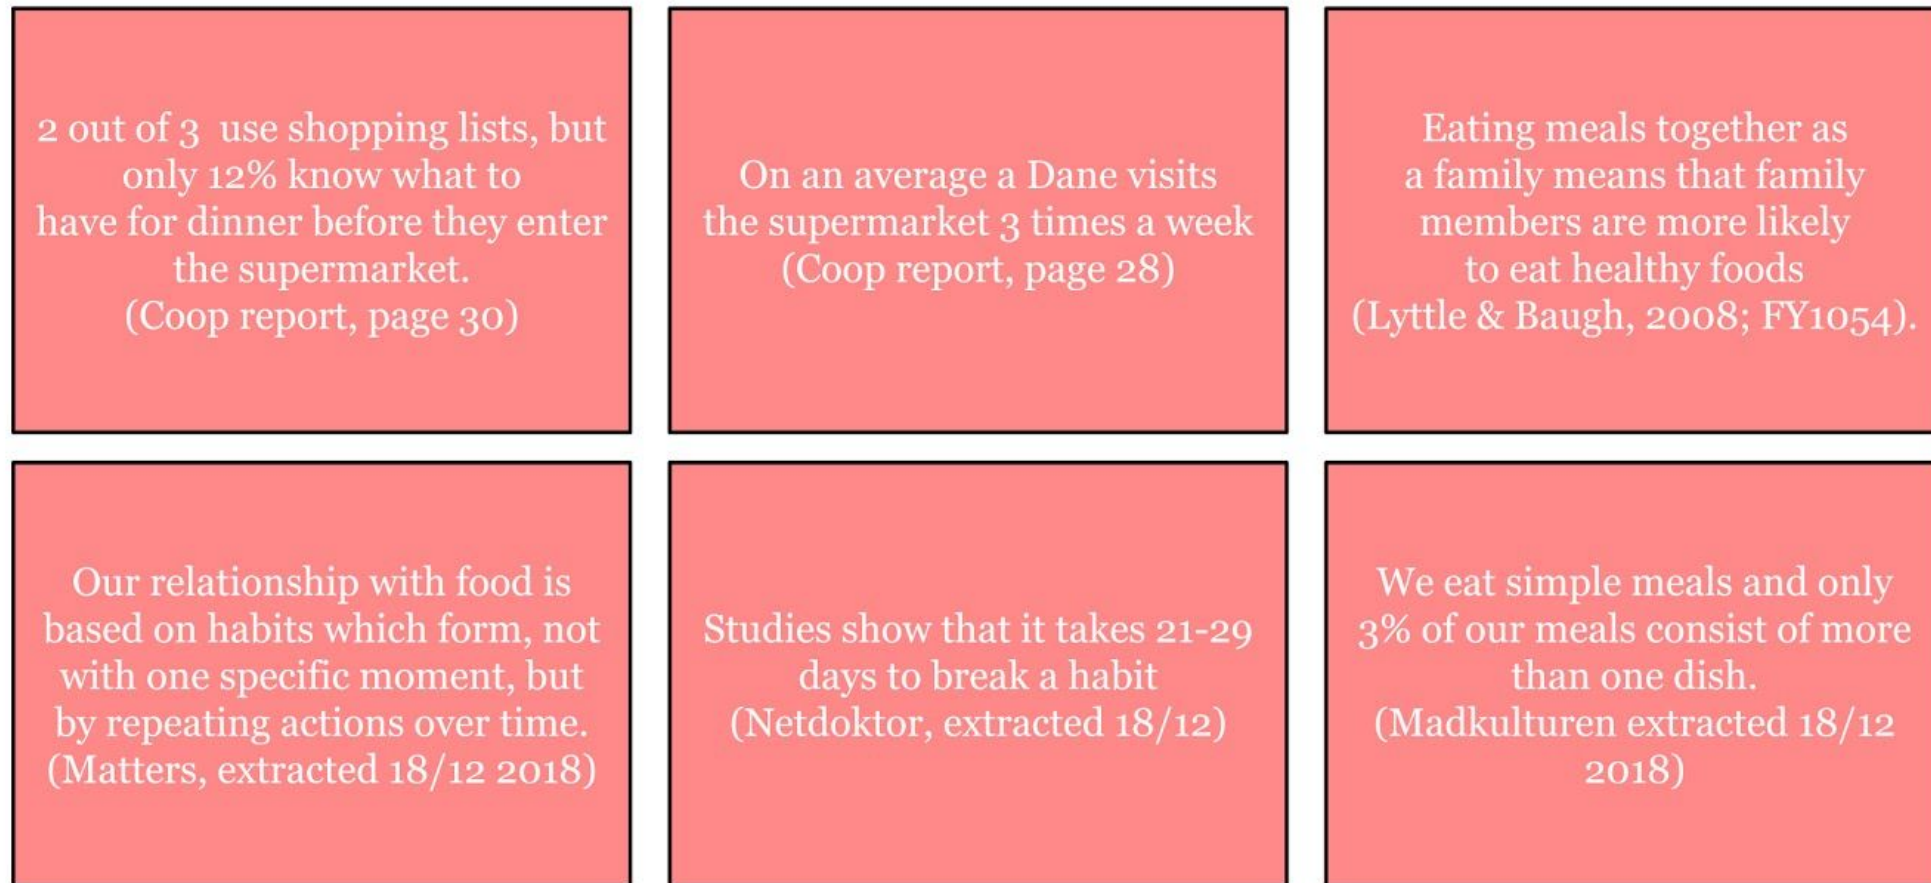 2 out of 3  use shopping lists, but
only 12% know what to
have for dinner before they enter
the supermarket.
(Coop report, page 30)
On an average a Dane visits
the supermarket 3 times a week
(Coop report, page 28)
Eating meals together as
a family means that family
members are more likely
to eat healthy foods
(Lyttle & Baugh, 2008; FY1054).
Our relationship with food is
based on habits which form, not
with one specific moment, but
by repeating actions over time.
(Matters, extracted 18/12 2018)
Studies show that it takes 21-29
days to break a habit
(Netdoktor, extracted 18/12)
We eat simple meals and only
3% of our meals consist of more
than one dish.
(Madkulturen extracted 18/12
2018)